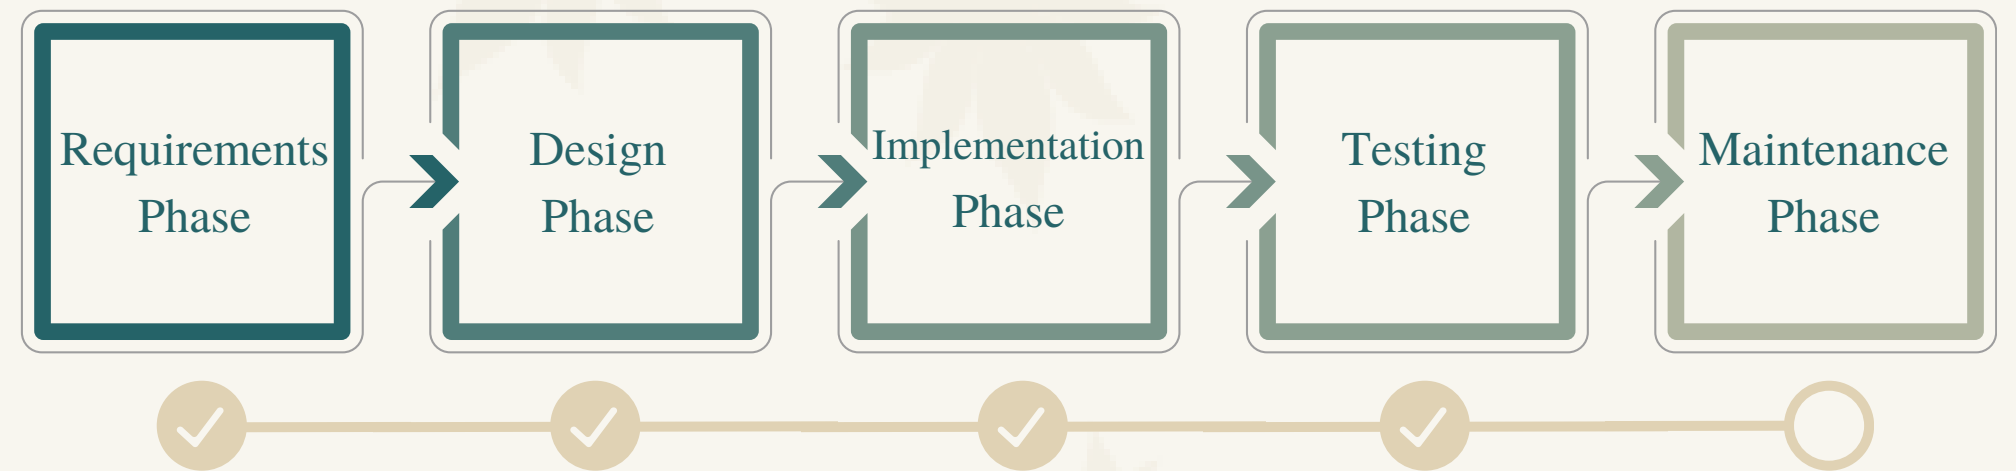 Requirements
Phase
Design
Phase
Implementation
Phase
Testing
Phase
Maintenance
Phase